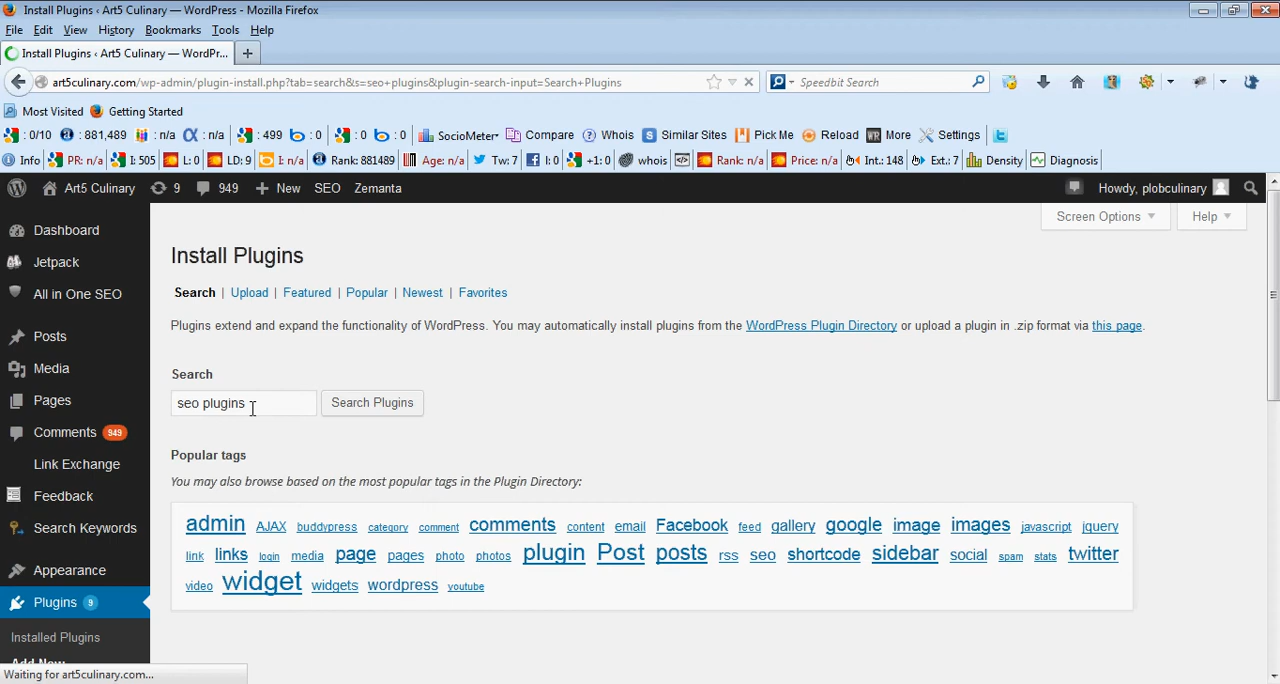 Install Plugins ‹ Art5 Culinary — WordPress - Mozilla Firefox
File Edit View History Bookmarks Tools Help
Install Plugins ‹ Art5 Culinary — WordPr... +
art5culinary.com/wp-admin/plugin-install.php?tab=search&s=seo+plugins&plugin-search-input=Search+Plugins Speedbit Search
Most Visited Getting Started
: 0/10 : 881,489 : n/a : n/a : 499 : 0 : 0 : 0 SocioMeter Compare Whois Similar Sites Pick Me Reload More Settings
Info PR: n/a I: 505 L: 0 LD: 9 I: n/a Rank: 881489 Age: n/a Tw: 7 l: 0 +1: 0 whois Rank: n/a Price: n/a Int.: 148 Ext.: 7 Density Diagnosis
Art5 Culinary 9 949 + New SEO Zemanta Howdy, plobculinary
Screen Options Help
Dashboard
Jetpack
All in One SEO
Posts
Media
Pages
Comments 949
Link Exchange
Feedback
Search Keywords
Appearance
Plugins 9
Installed Plugins
Add New
Install Plugins
Search | Upload | Featured | Popular | Newest | Favorites
Plugins extend and expand the functionality of WordPress. You may automatically install plugins from the WordPress Plugin Directory or upload a plugin in .zip format via this page.
Search
seo plugins Search Plugins
Popular tags
You may also browse based on the most popular tags in the Plugin Directory:
admin AJAX buddypress category comment comments content email Facebook feed gallery google image images javascript jquery
link links login media page pages photo photos plugin Post posts rss seo shortcode sidebar social spam stats twitter
video widget widgets wordpress youtube
Waiting for art5culinary.com...